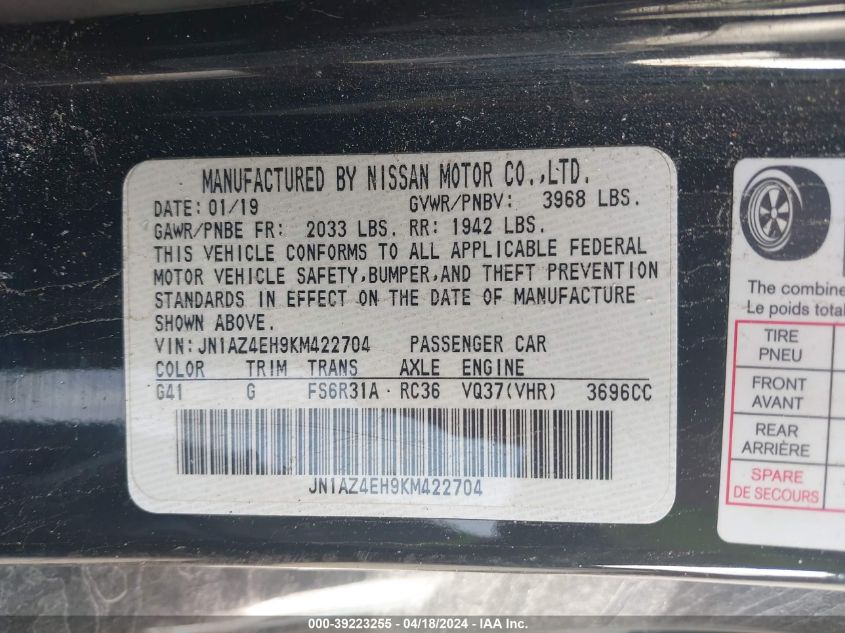 MANUFACTURED BY NISSAN MOTOR CO.,LTD.
DATE: 01/19 GVWR/PNBV: 3968 LBS.
GAWR/PNBE FR: 2033 LBS. RR: 1942 LBS.
THIS VEHICLE CONFORMS TO ALL APPLICABLE FEDERAL
MOTOR VEHICLE SAFETY,BUMPER,AND THEFT PREVENTION
STANDARDS IN EFFECT ON THE DATE OF MANUFACTURE
SHOWN ABOVE.
VIN: JN1AZ4EH9KM422704 PASSENGER CAR
COLOR TRIM TRANS AXLE ENGINE
G41 G FS6R31A RC36 VQ37(VHR) 3696CC
JN1AZ4EH9KM422704
The combine
Le poids total
TIRE
PNEU
FRONT
AVANT
REAR
ARRIÈRE
SPARE
DE SECOURS
000-39223255 - 04/18/2024 - IAA Inc.